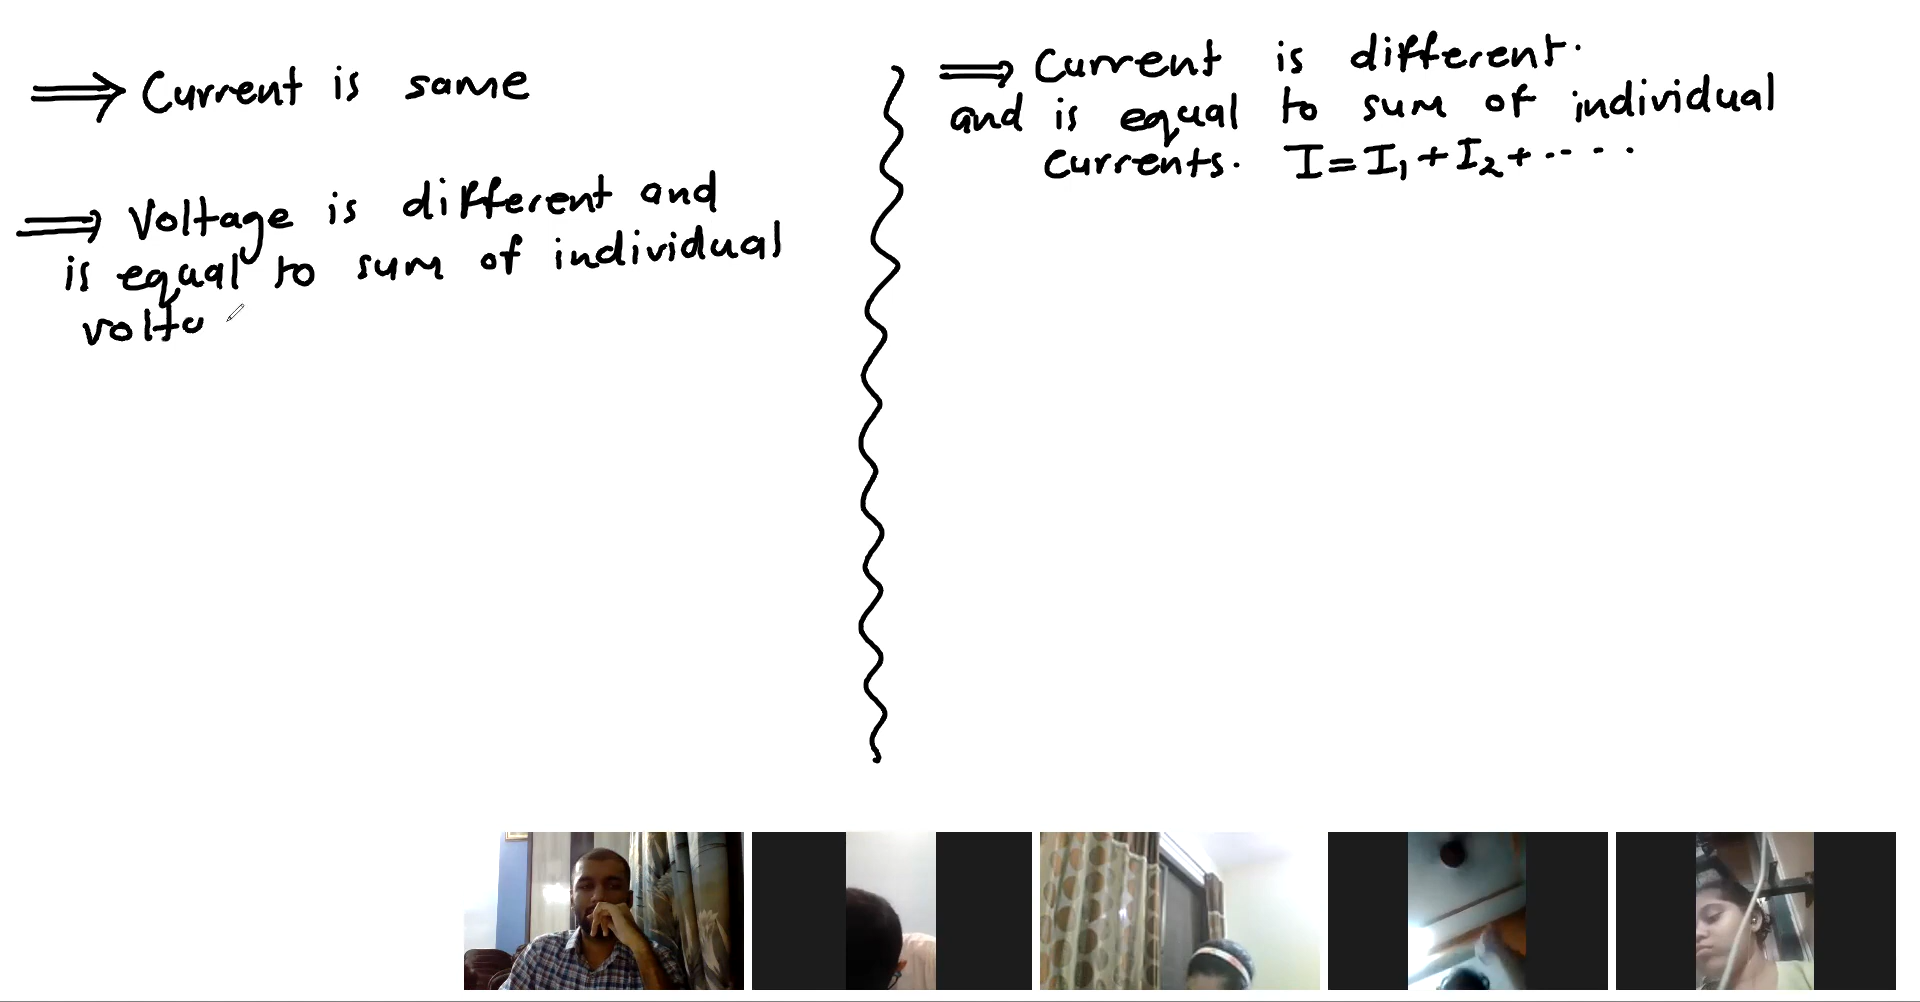 ⟹ Current is same
⟹ Voltage is different and
is equal to sum of individual
volta
⟹ Current is different.
and is equal to sum of individual
currents. I = I₁ + I₂ + ‑ ‑ ‑ ‑